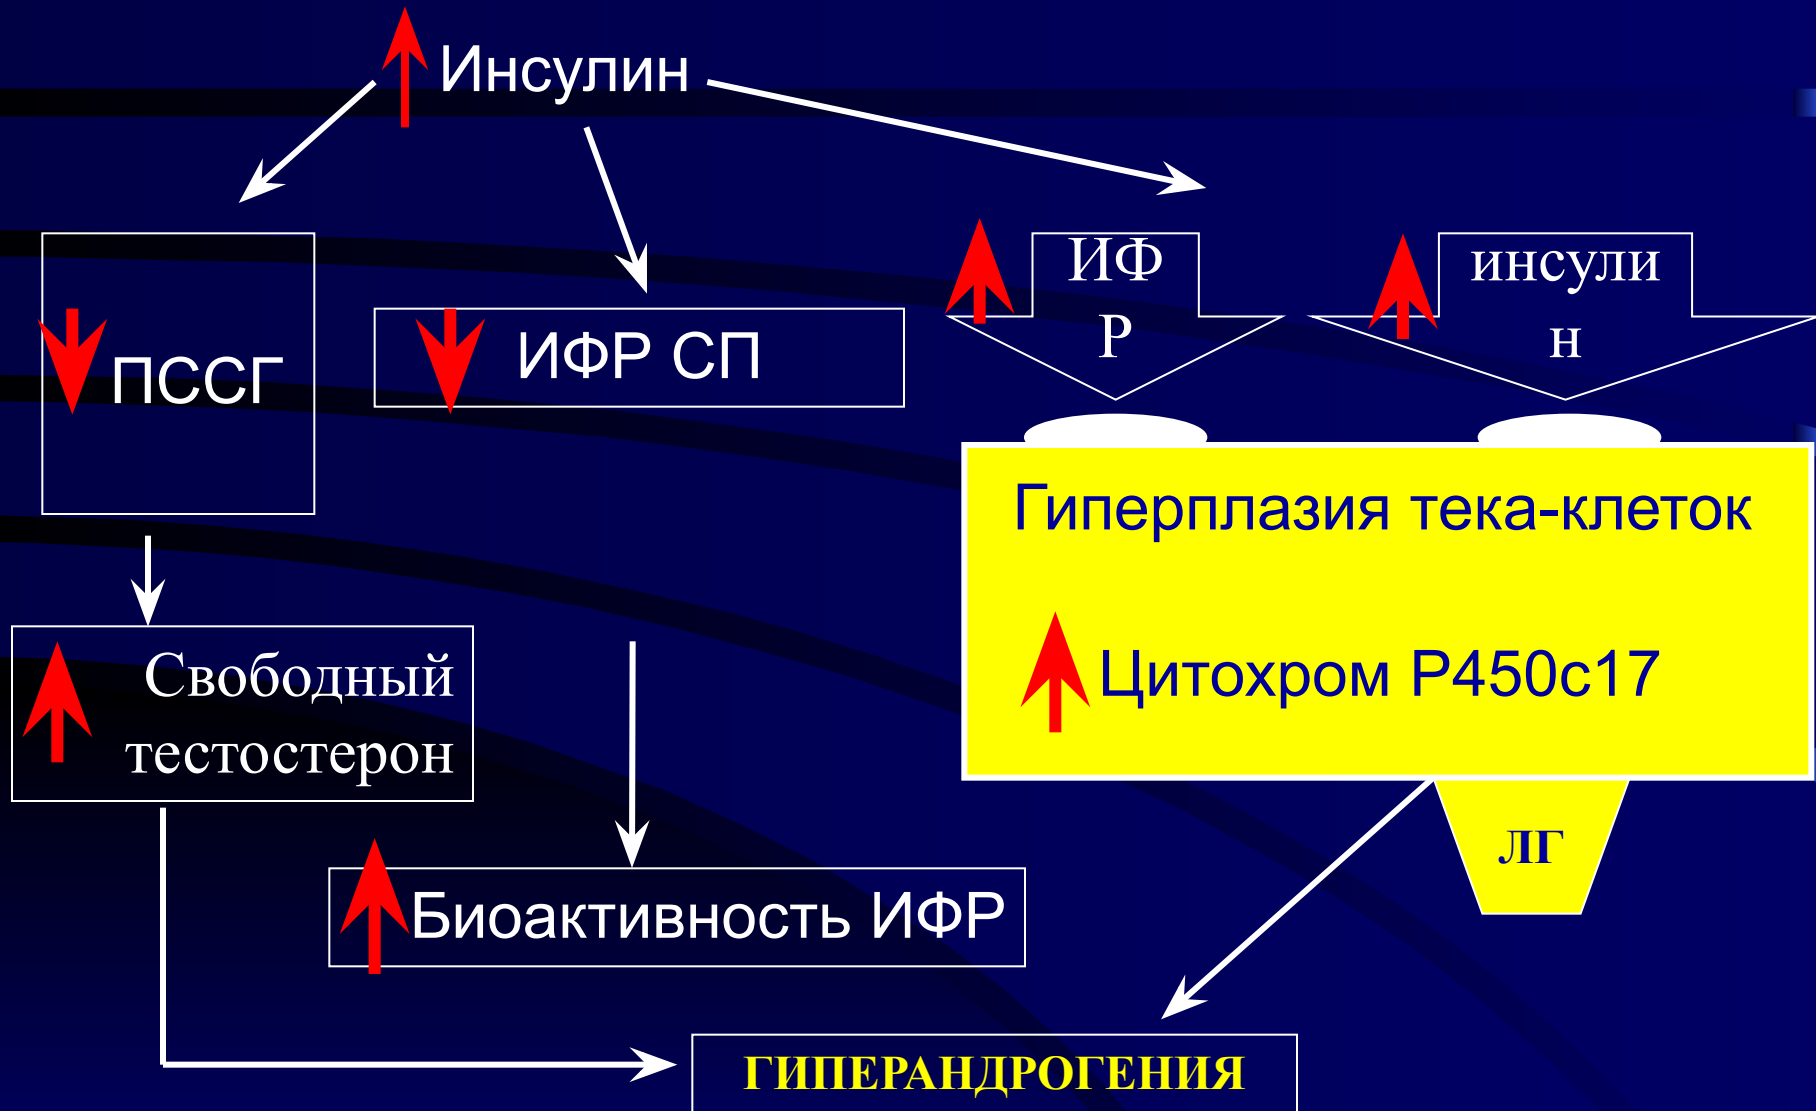 Инсулин
ПССГ
ИФР СП
ИФ
Р
инсули
н
Гиперплазия тека-клеток
Цитохром Р450с17
Свободный
тестостерон
ЛГ
Биоактивность ИФР
ГИПЕРАНДРОГЕНИЯ